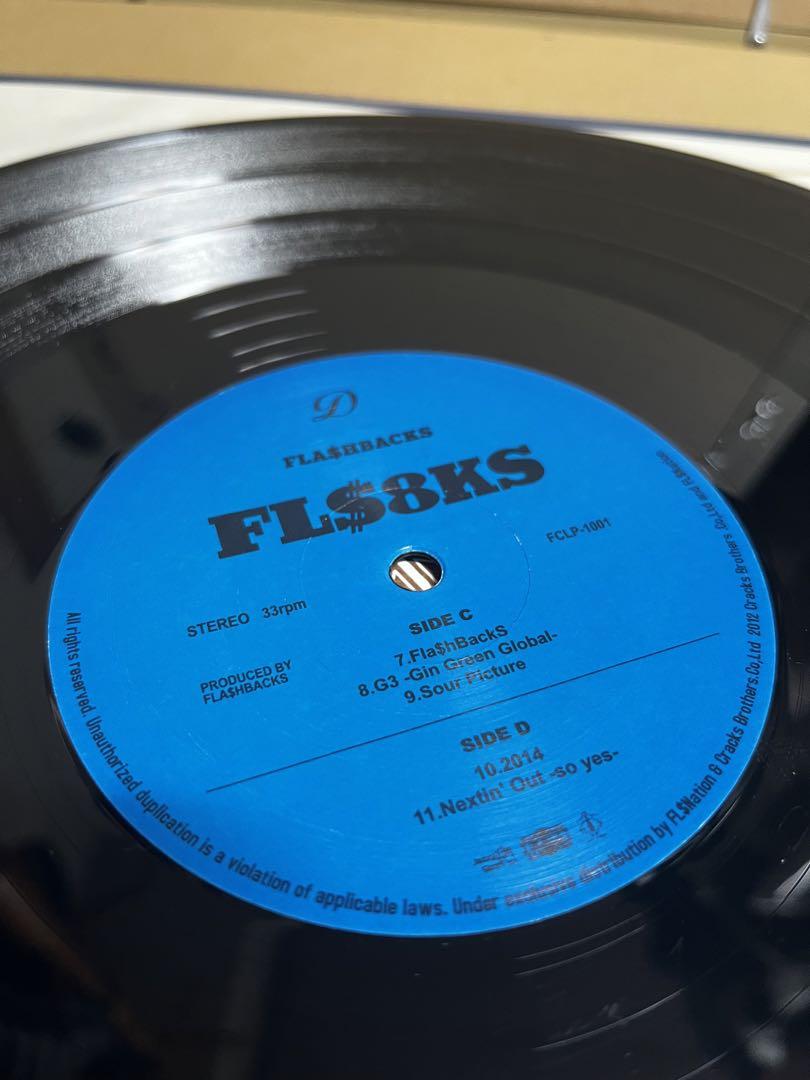 D
FLA$HBACKS
FL$8KS
FCLP-1001
STEREO 33rpm
SIDE C
7.Fla$hBackS
8.G3 -Gin Green Global-
9.Sour Picture
PRODUCED BY
FLA$HBACKS
SIDE D
10.2014
11.Nextin' Out -so yes-
All rights reserved. Unauthorized duplication is a violation of applicable laws. Under exclusive distribution by FL$Nation & Cracks Brothers.Co,Ltd 2012 Cracks Brothers Co,Ltd and FL$Nation